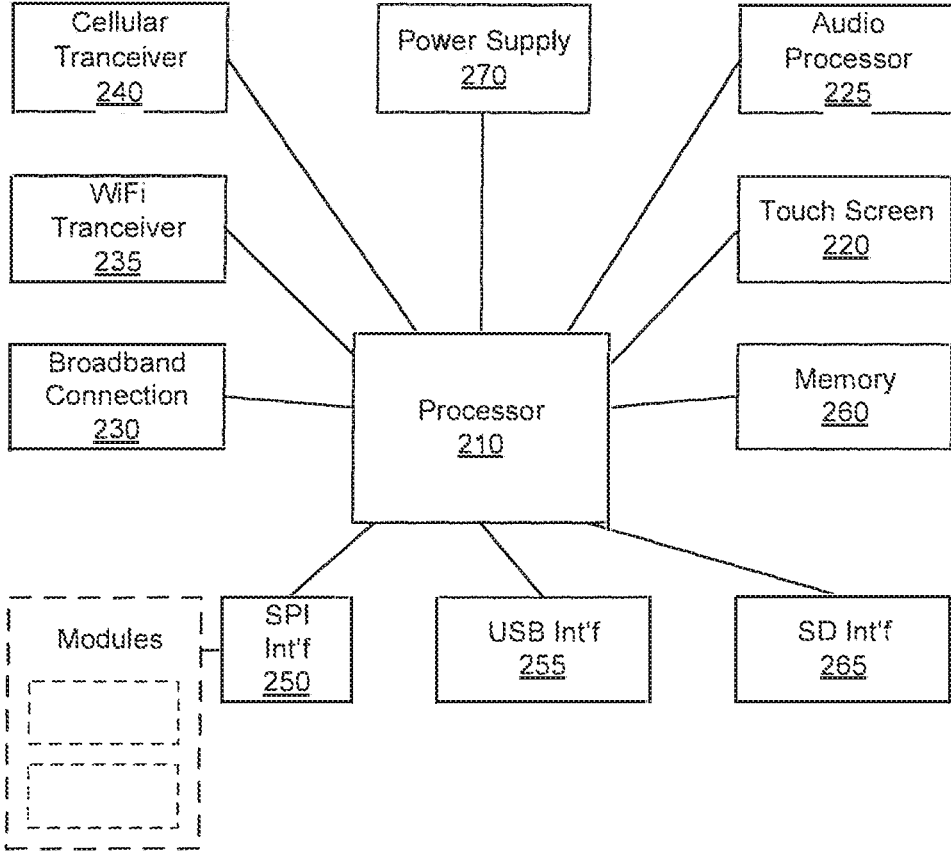 Cellular
Tranceiver
240
Power Supply
270
Audio
Processor
225
WiFi
Tranceiver
235
Touch Screen
220
Broadband
Connection
230
Processor
210
Memory
260
Modules
SPI
Int'f
250
USB Int'f
255
SD Int'f
265